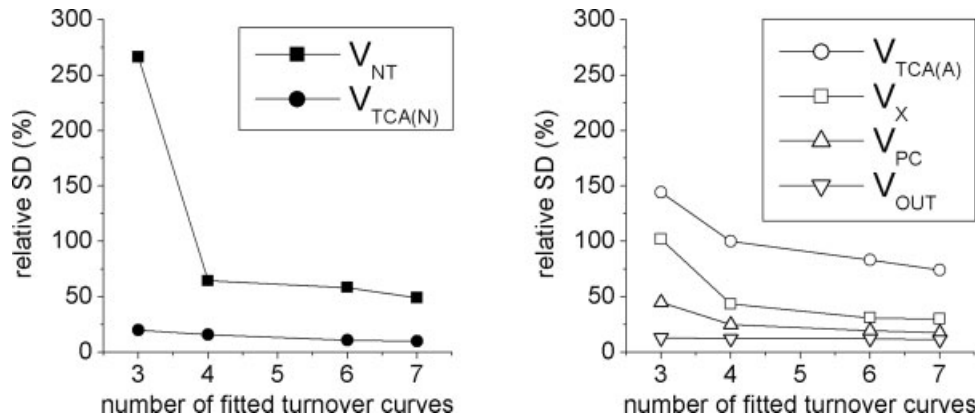 300
250
200
150
100
50
0
relative SD (%)
V_NT
V_TCA(N)
3 4 5 6 7
number of fitted turnover curves
300
250
200
150
100
50
0
relative SD (%)
V_TCA(A)
V_X
V_PC
V_OUT
3 4 5 6 7
number of fitted turnover curves